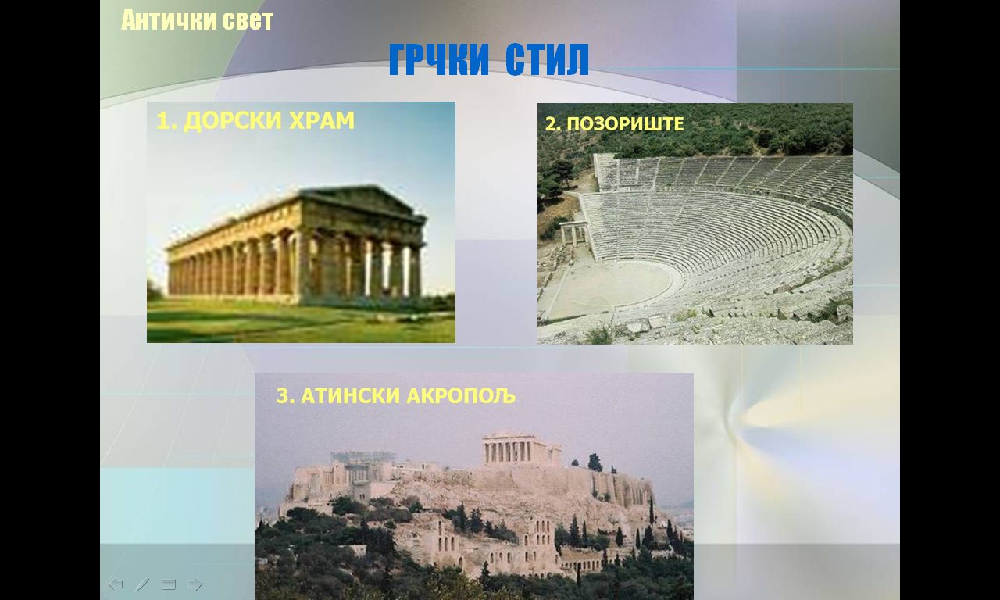 Антички свет
ГРЧКИ СТИЛ
1. ДОРСКИ ХРАМ
2. ПОЗОРИШТЕ
3. АТИНСКИ АКРОПОЉ